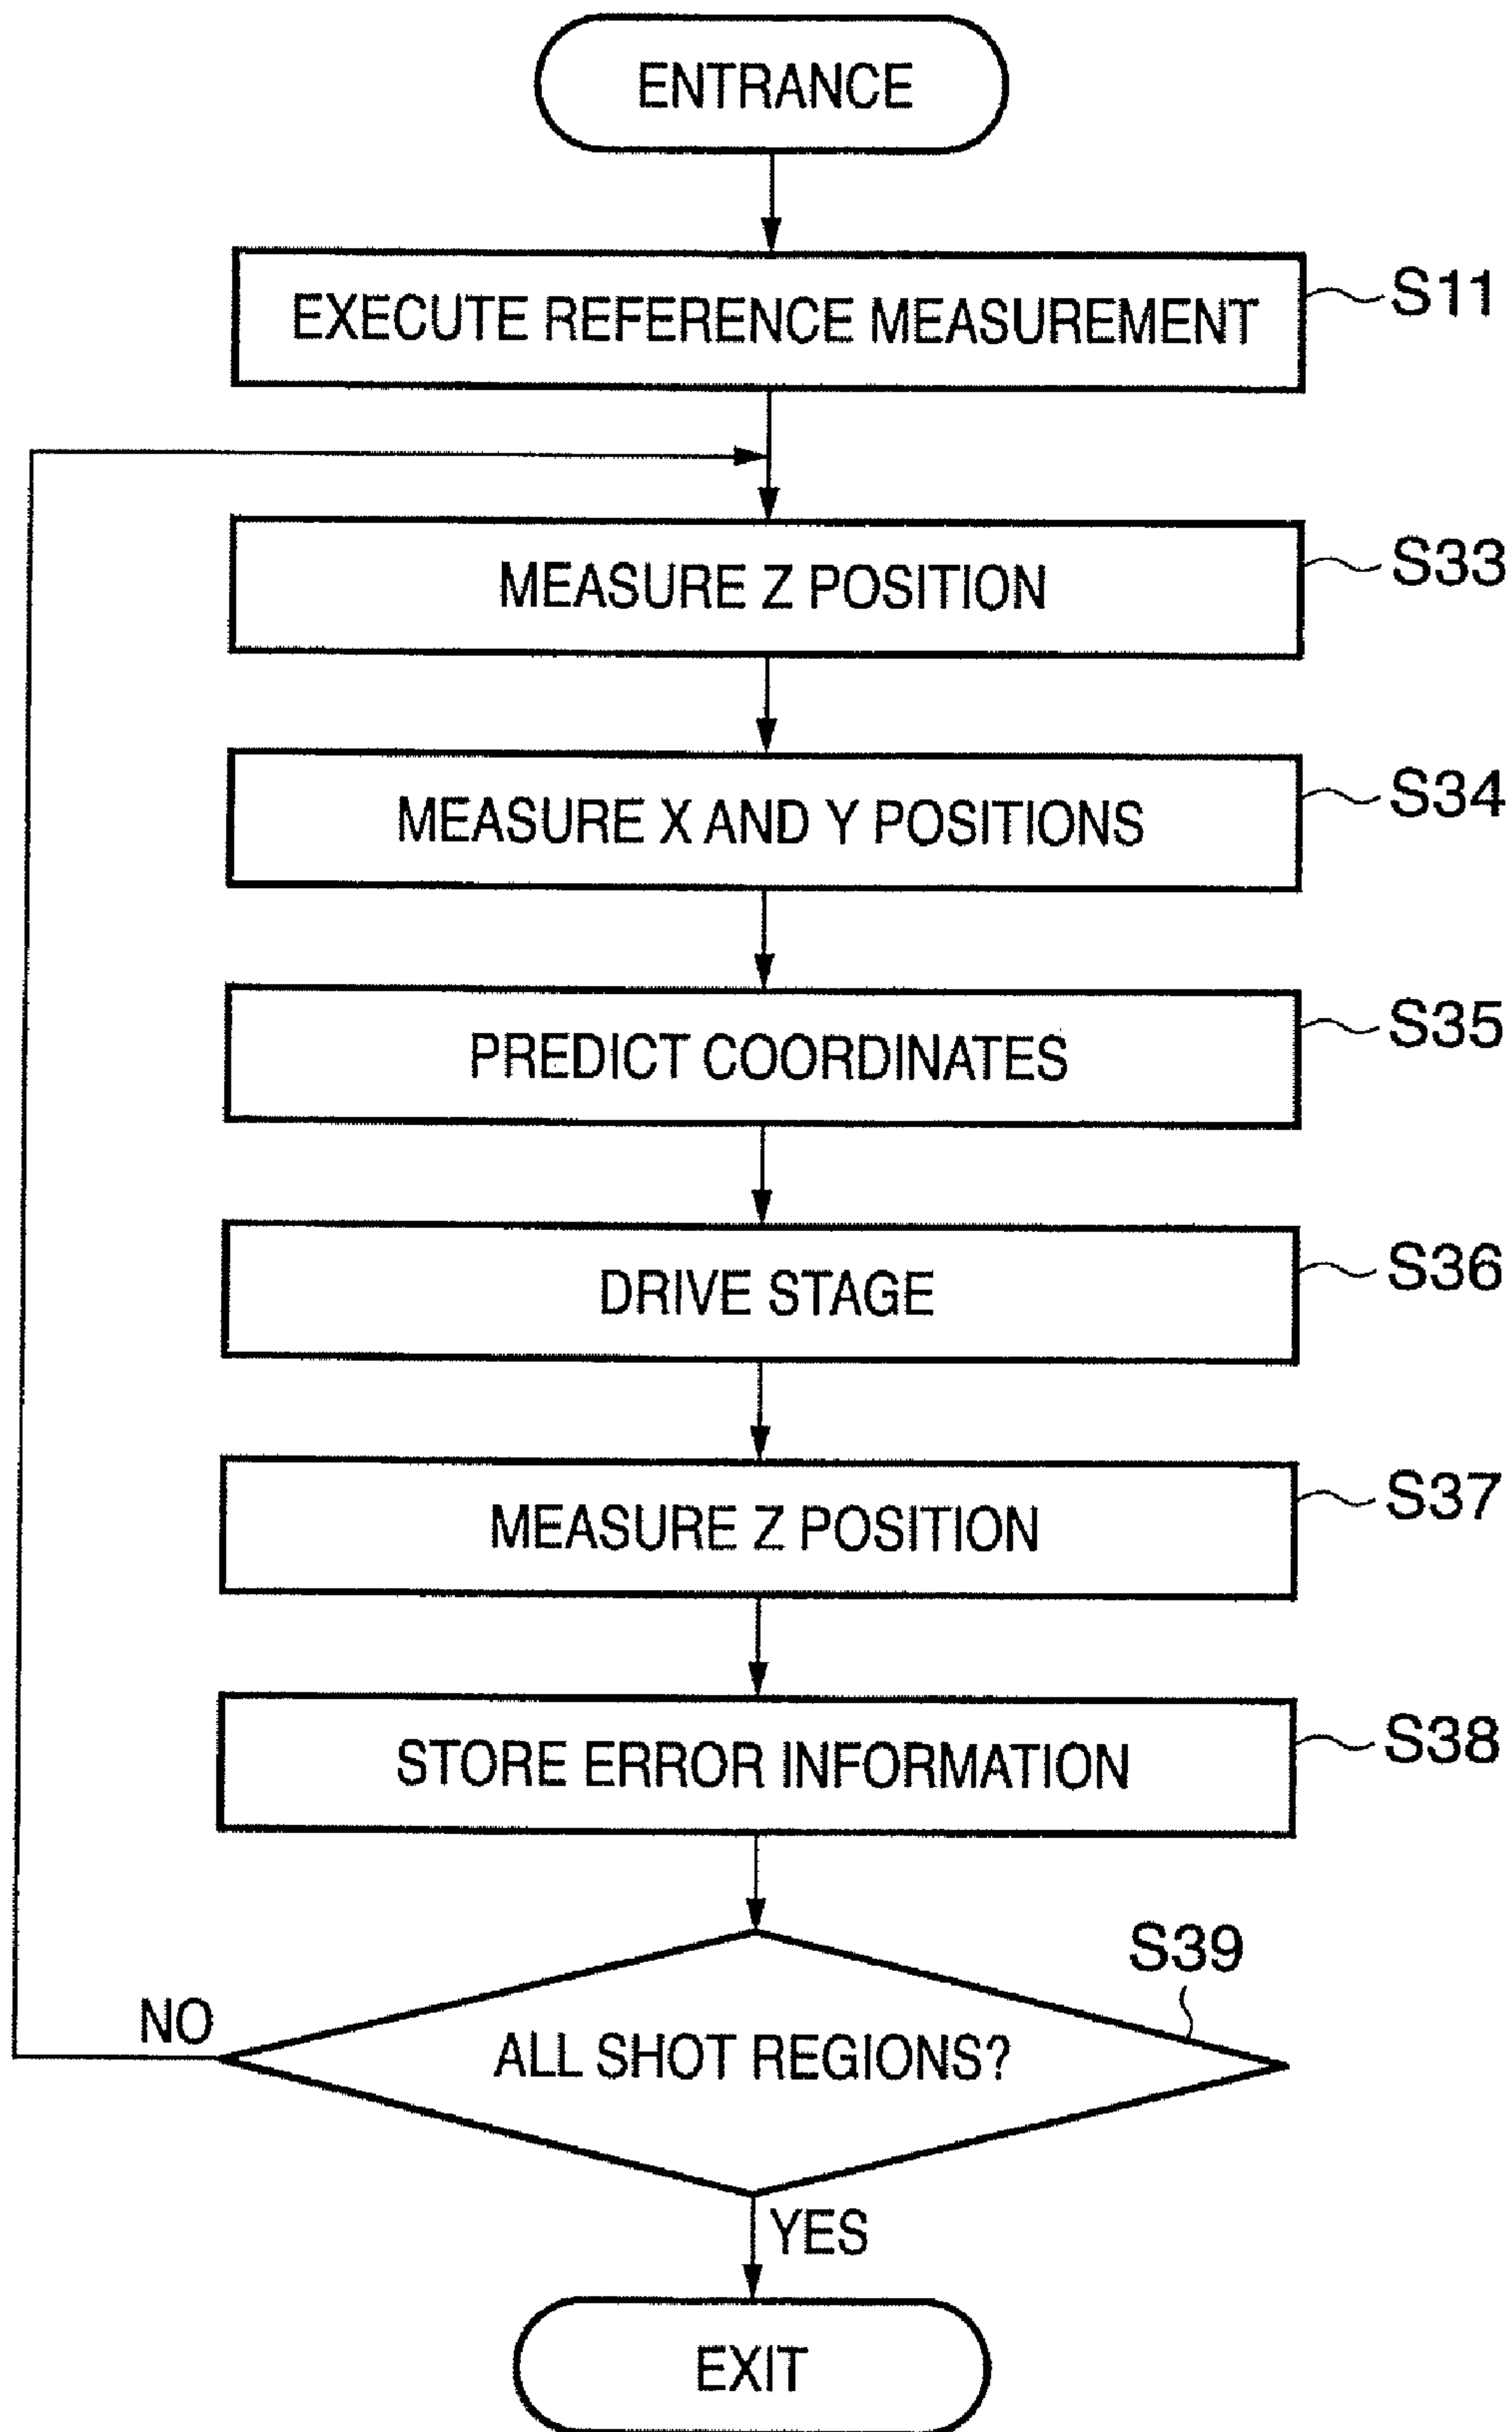 ENTRANCE
EXECUTE REFERENCE MEASUREMENT
S11
MEASURE Z POSITION
S33
MEASURE X AND Y POSITIONS
S34
PREDICT COORDINATES
S35
DRIVE STAGE
S36
MEASURE Z POSITION
S37
STORE ERROR INFORMATION
S38
S39
NO
ALL SHOT REGIONS?
YES
EXIT